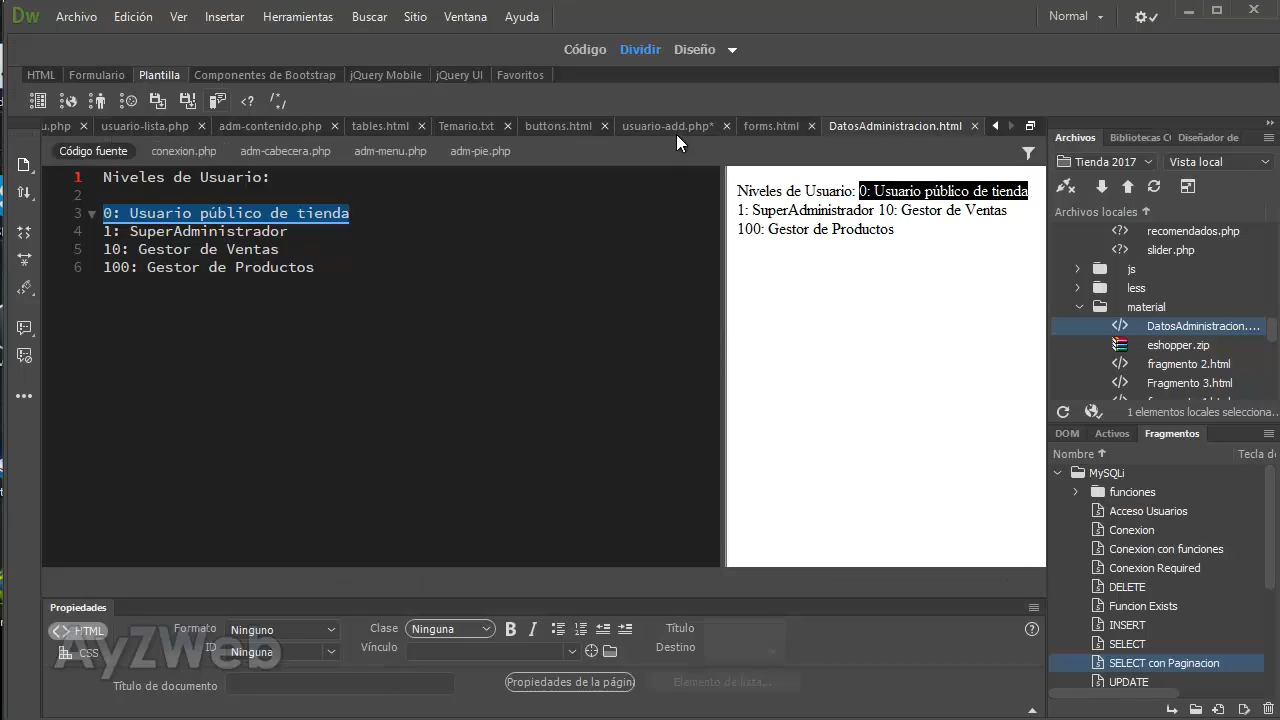 Dw Archivo Edición Ver Insertar Herramientas Buscar Sitio Ventana Ayuda Normal
Código Dividir Diseño
HTML Formulario Plantilla Componentes de Bootstrap jQuery Mobile jQuery UI Favoritos
u.php usuario-lista.php adm-contenido.php tables.html Temario.txt buttons.html usuario-add.php* forms.html DatosAdministracion.html
Código fuente conexion.php adm-cabecera.php adm-menu.php adm-pie.php
1 Niveles de Usuario:
2
3 0: Usuario público de tienda
4 1: SuperAdministrador
5 10: Gestor de Ventas
6 100: Gestor de Productos
Niveles de Usuario: 0: Usuario público de tienda
1: SuperAdministrador 10: Gestor de Ventas
100: Gestor de Productos
Archivos Bibliotecas C Diseñador de
Tienda 2017 Vista local
Archivos locales
recomendados.php
slider.php
js
less
material
DatosAdministracion....
eshopper.zip
fragmento 2.html
Fragmento 3.html
1 elementos locales selecciona..
DOM Activos Fragmentos
Nombre Tecla de
MySQLi
funciones
Acceso Usuarios
Conexion
Conexion con funciones
Conexion Required
DELETE
Funcion Exists
INSERT
SELECT
SELECT con Paginacion
UPDATE
Propiedades
HTML Formato Ninguno Clase Ninguna B I Título
CSS ID Ninguna Vínculo Destino
Título de documento Propiedades de la págin Elemento de lista...
AyZWeb